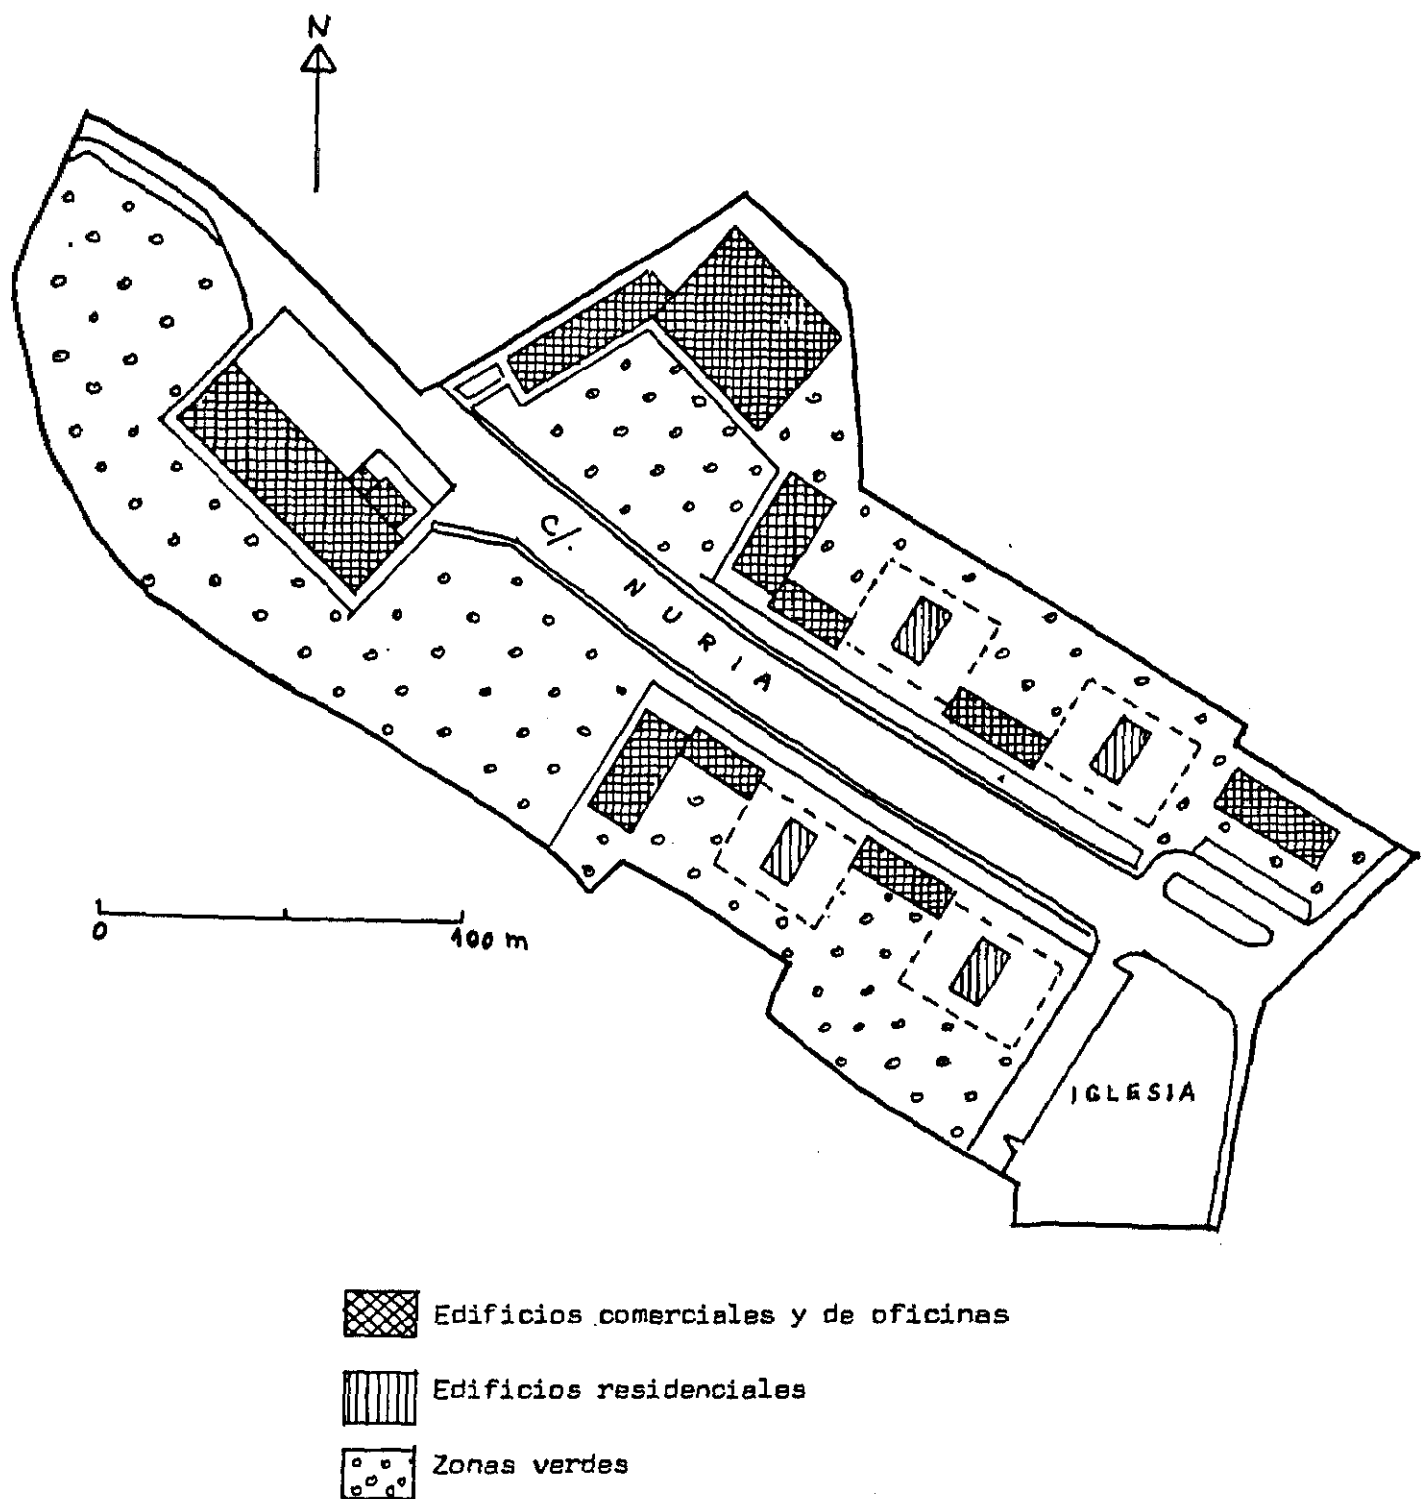 N
C/. NURIA
0 100 m
IGLESIA
Edificios comerciales y de oficinas
Edificios residenciales
Zonas verdes